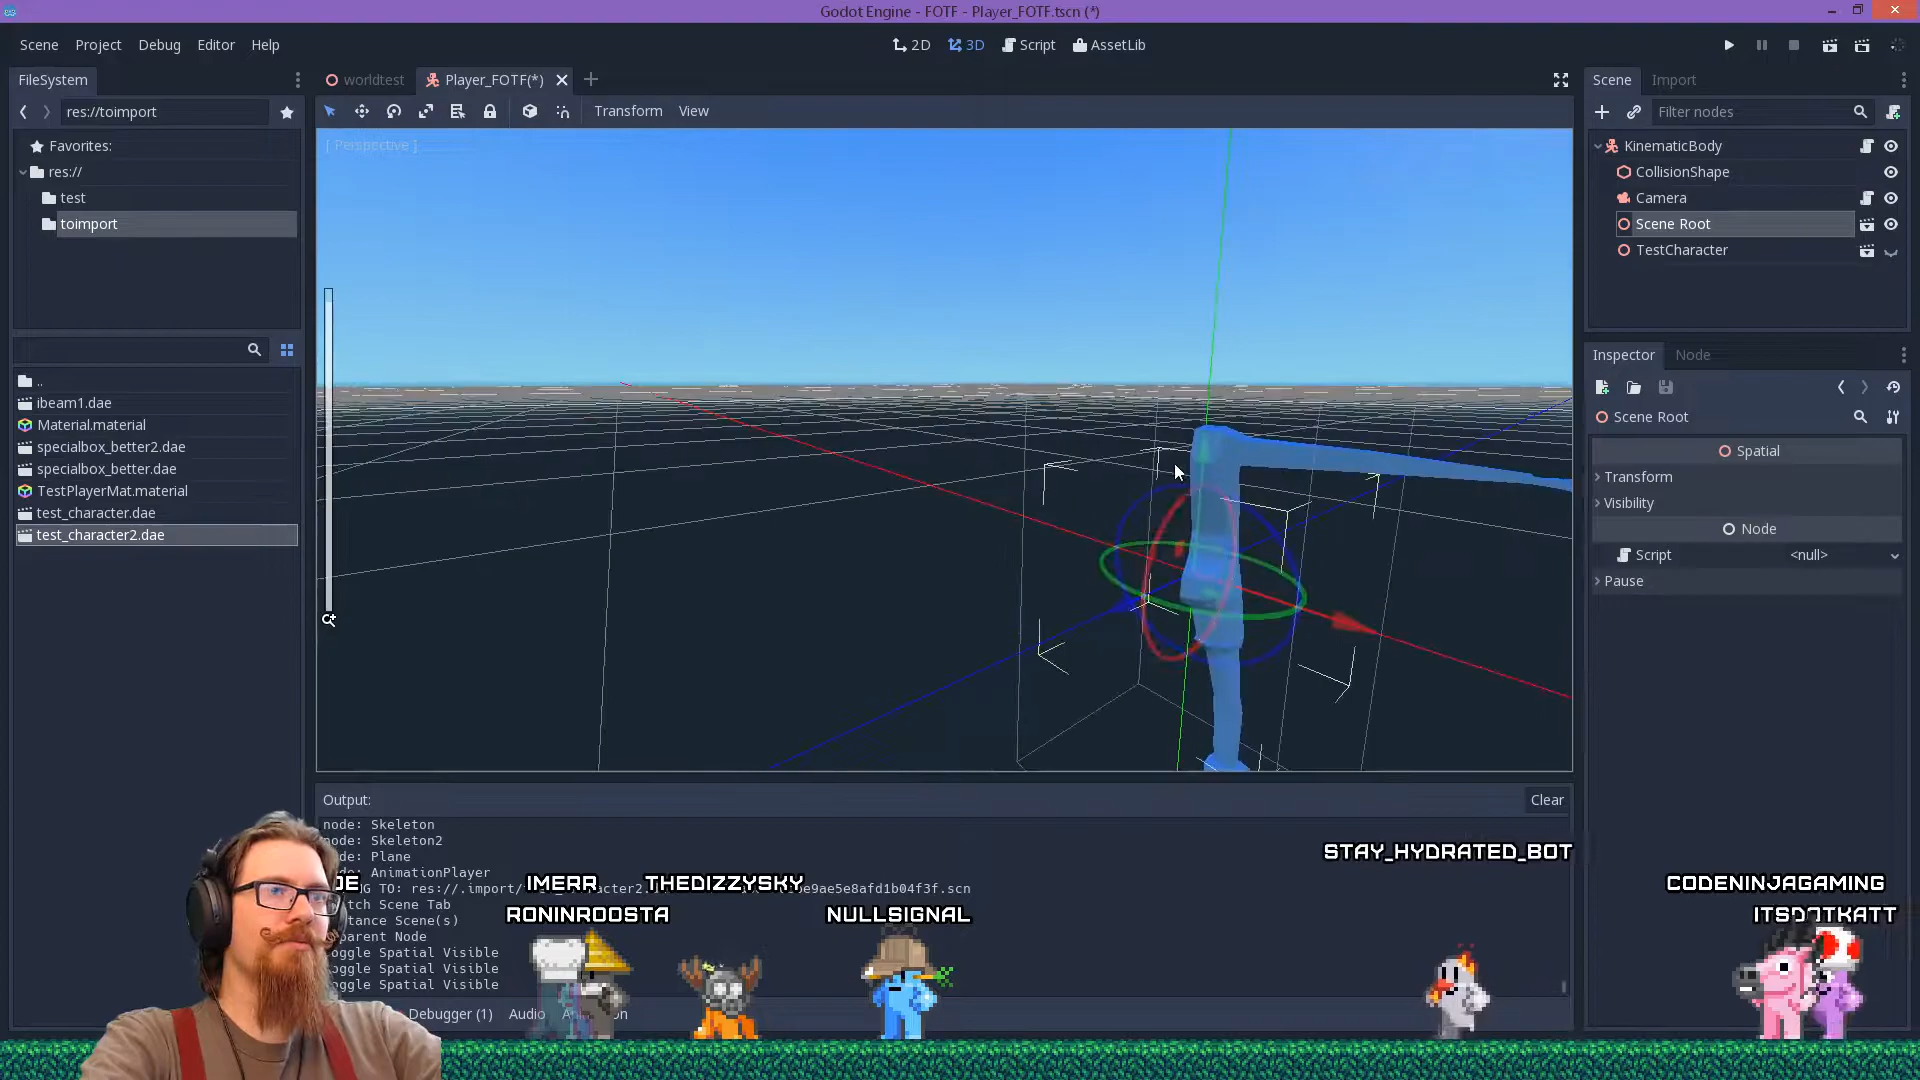 Godot Engine - FOTF - Player_FOTF.tscn (*)
Scene Project Debug Editor Help
2D 3D Script AssetLib
FileSystem
worldtest Player_FOTF(*)
Scene Import
res://toimport
Transform View
Filter nodes
Favorites:
res://
test
toimport
[ Perspective ]
KinematicBody
CollisionShape
Camera
Scene Root
TestCharacter
..
ibeam1.dae
Material.material
specialbox_better2.dae
specialbox_better.dae
TestPlayerMat.material
test_character.dae
test_character2.dae
Inspector Node
Scene Root
Spatial
Transform
Visibility
Node
Script <null>
Pause
Output:
Clear
node: Skeleton
node: Skeleton2
de: Plane
AnimationPlayer
G TO: res://.import/
e9ae5e8afd1b04f3f.scn
tch Scene Tab
tance Scene(s)
parent Node
oggle Spatial Visible
oggle Spatial Visible
oggle Spatial Visible
Debugger (1) Audio
STAY_HYDRATED_BOT
IMERR THEDIZZYSKY
CODENINJAGAMING
RONINROOSTA NULLSIGNAL
ITSDOTKATT